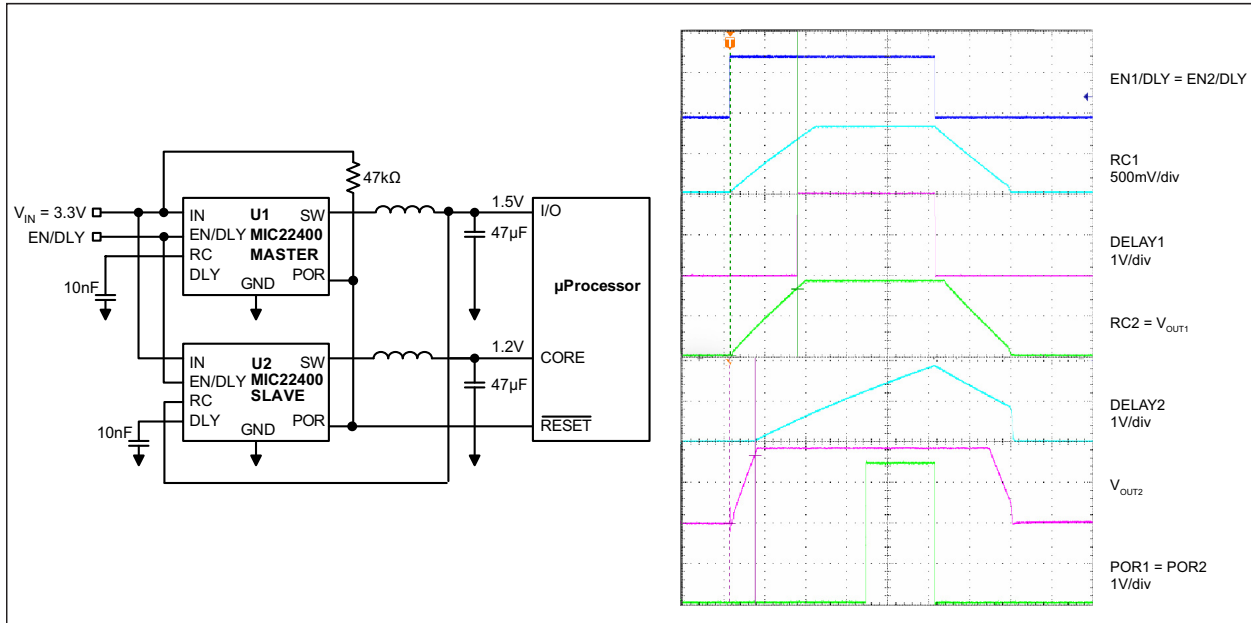 47kΩ
V_IN = 3.3V
EN/DLY
IN
EN/DLY
RC
DLY
U1
MIC22400
MASTER
SW
POR
GND
10nF
1.5V
47µF
I/O
µProcessor
IN
EN/DLY
RC
DLY
U2
MIC22400
SLAVE
SW
POR
GND
10nF
1.2V
47µF
CORE
RESET
T
EN1/DLY = EN2/DLY
RC1
500mV/div
DELAY1
1V/div
RC2 = V_OUT1
DELAY2
1V/div
V_OUT2
POR1 = POR2
1V/div